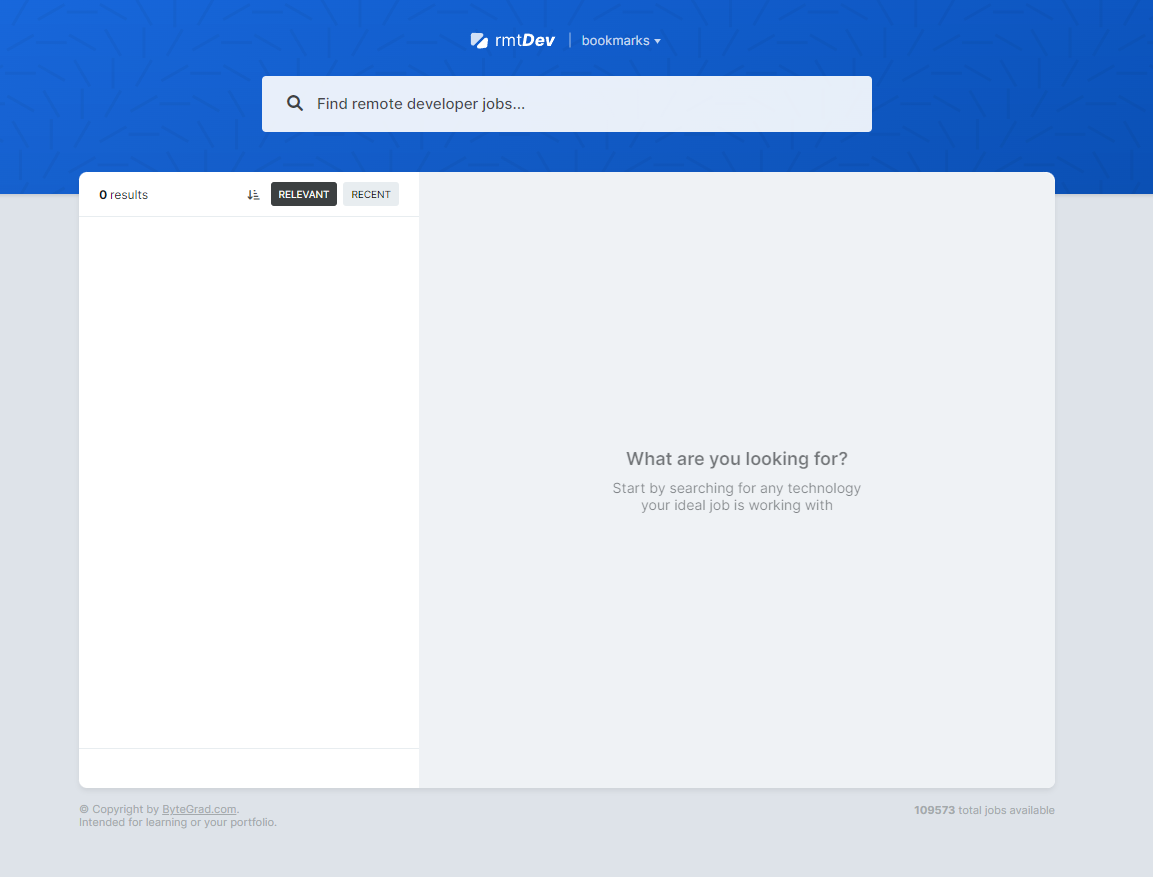 rmtDev | bookmarks
Find remote developer jobs...
0 results RELEVANT RECENT
What are you looking for?
Start by searching for any technology
your ideal job is working with
© Copyright by ByteGrad.com.
Intended for learning or your portfolio.
109573 total jobs available